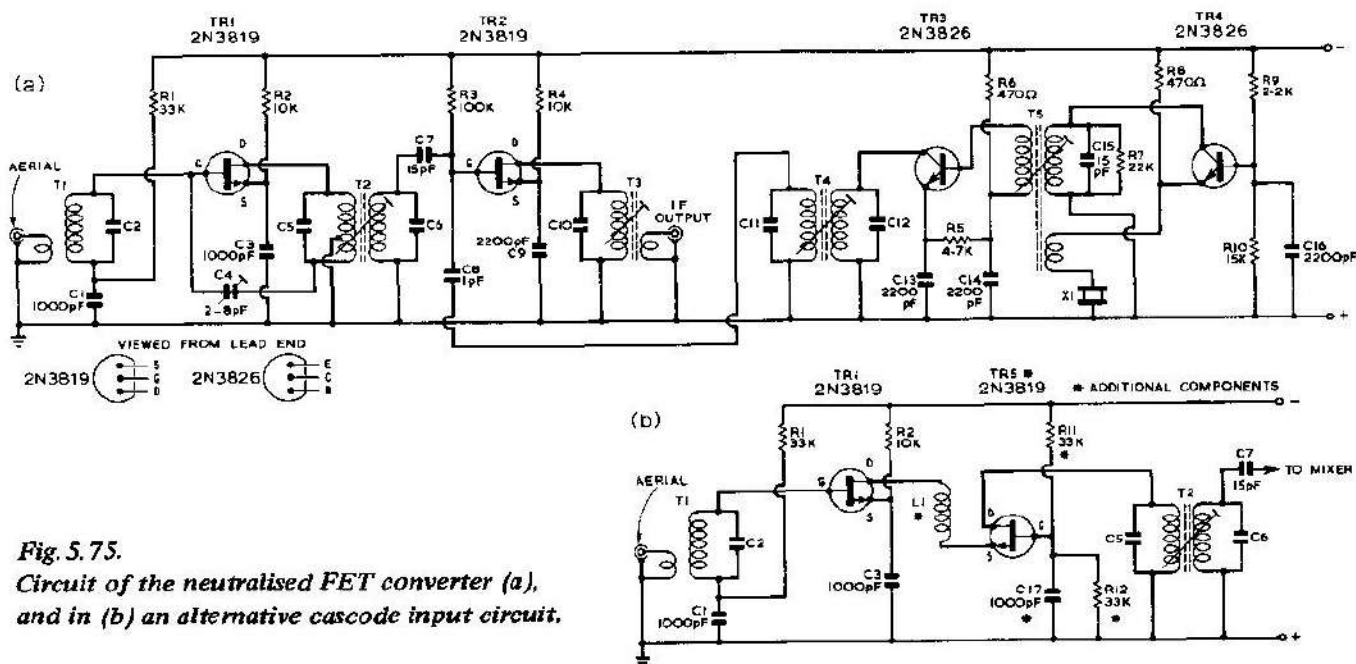 TR1
2N3819
TR2
2N3819
TR3
2N3826
TR4
2N3826
(a)
-
R1
33K
R2
10K
R3
100K
R4
10K
R6
470Ω
R8
470Ω
R9
2·2K
AERIAL
T1
C2
G
D
S
C7
15pF
T2
C5
C6
G
D
S
T3
C10
I F
OUTPUT
T4
C11
C12
T5
C15
15
pF
R7
22K
C1
1000pF
C3
1000pF
C4
2-8pF
C8
1pF
2200pF
C9
R5
4·7K
C13
2200
pF
C14
2200
pF
X1
R10
15K
C16
2200pF
+
VIEWED FROM LEAD END
2N3819
S
G
D
2N3826
E
C
B
TR1
2N3819
TR5 *
2N3819
* ADDITIONAL COMPONENTS
-
(b)
R1
33K
R2
10K
R11
33K
*
AERIAL
T1
C2
G
D
S
L1
*
D
S
G
C5
T2
C6
C7
15pF
TO MIXER
C1
1000pF
C3
1000pF
C17
1000pF
*
R12
33K
*
+
Fig. 5.75.
Circuit of the neutralised FET converter (a),
and in (b) an alternative cascode input circuit.